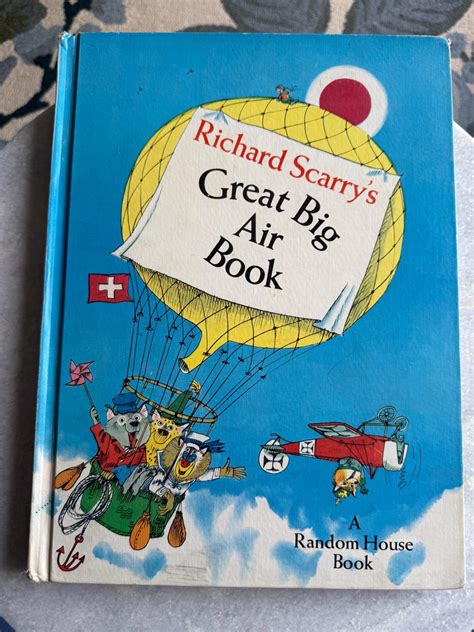 Richard Scarry's
Great Big
Air
Book
A
Random House
Book